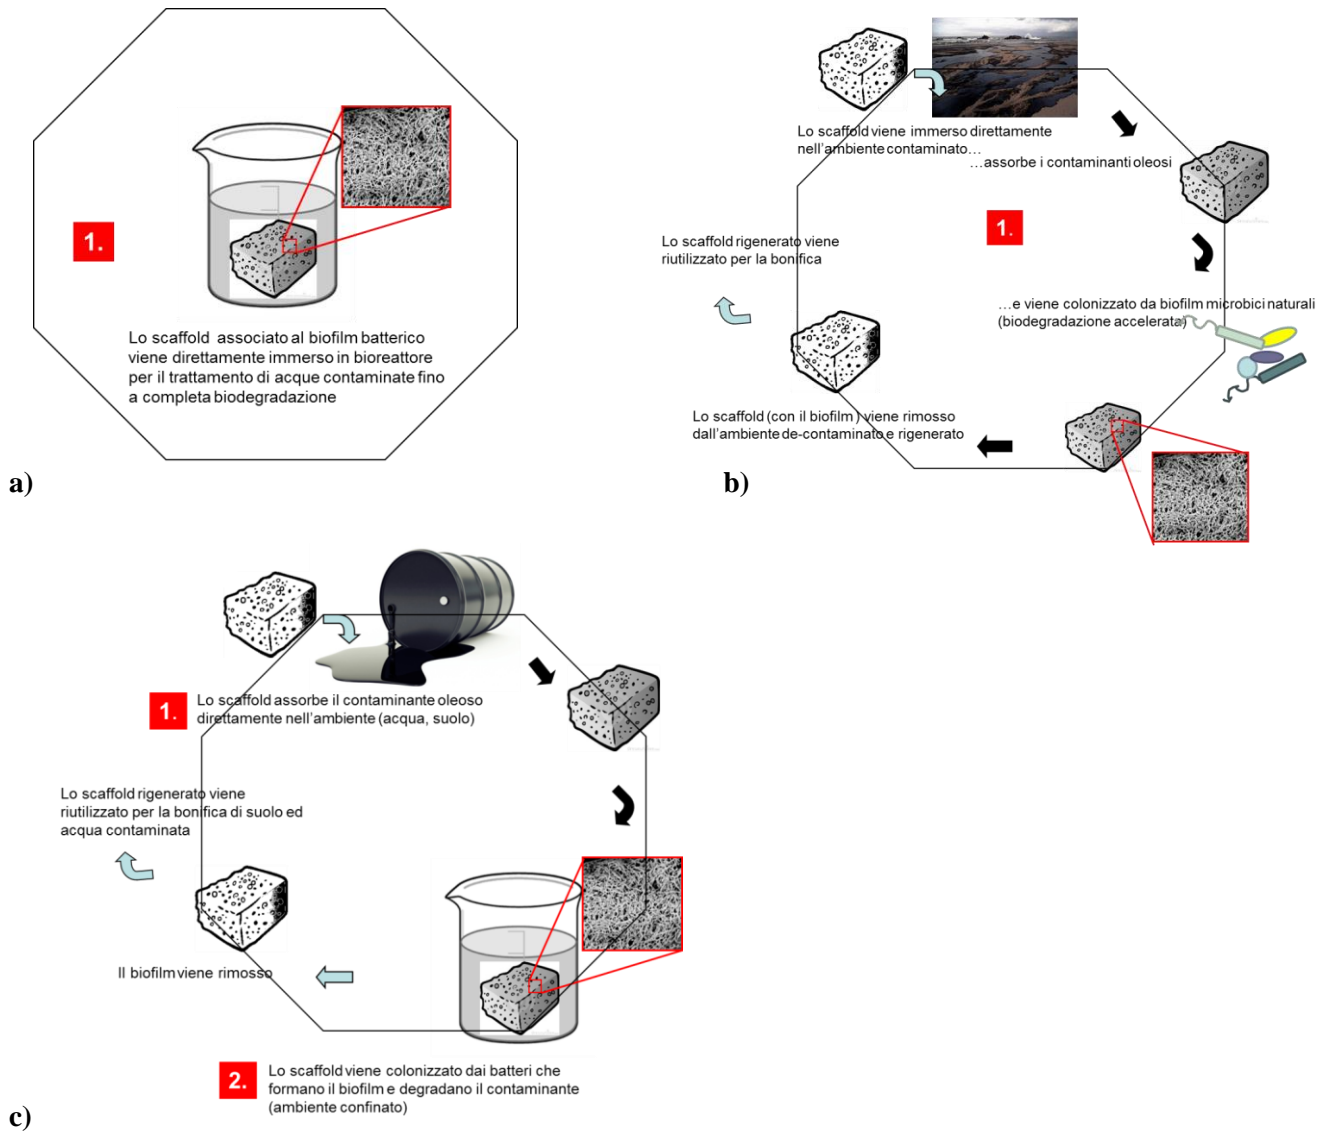 1.
Lo scaffold associato al biofilm batterico
viene direttamente immerso in bioreattore
per il trattamento di acque contaminate fino
a completa biodegradazione
a)
Lo scaffold viene immerso direttamente
nell'ambiente contaminato…
…assorbe i contaminanti oleosi
1.
Lo scaffold rigenerato viene
riutilizzato per la bonifica
…e viene colonizzato da biofilm microbici naturali
(biodegradazione accelerata)
Lo scaffold (con il biofilm) viene rimosso
dall'ambiente de-contaminato e rigenerato
b)
1.
Lo scaffold assorbe il contaminante oleoso
direttamente nell'ambiente (acqua, suolo)
Lo scaffold rigenerato viene
riutilizzato per la bonifica di suolo ed
acqua contaminata
Il biofilm viene rimosso
2.
Lo scaffold viene colonizzato dai batteri che
formano il biofilm e degradano il contaminante
(ambiente confinato)
c)